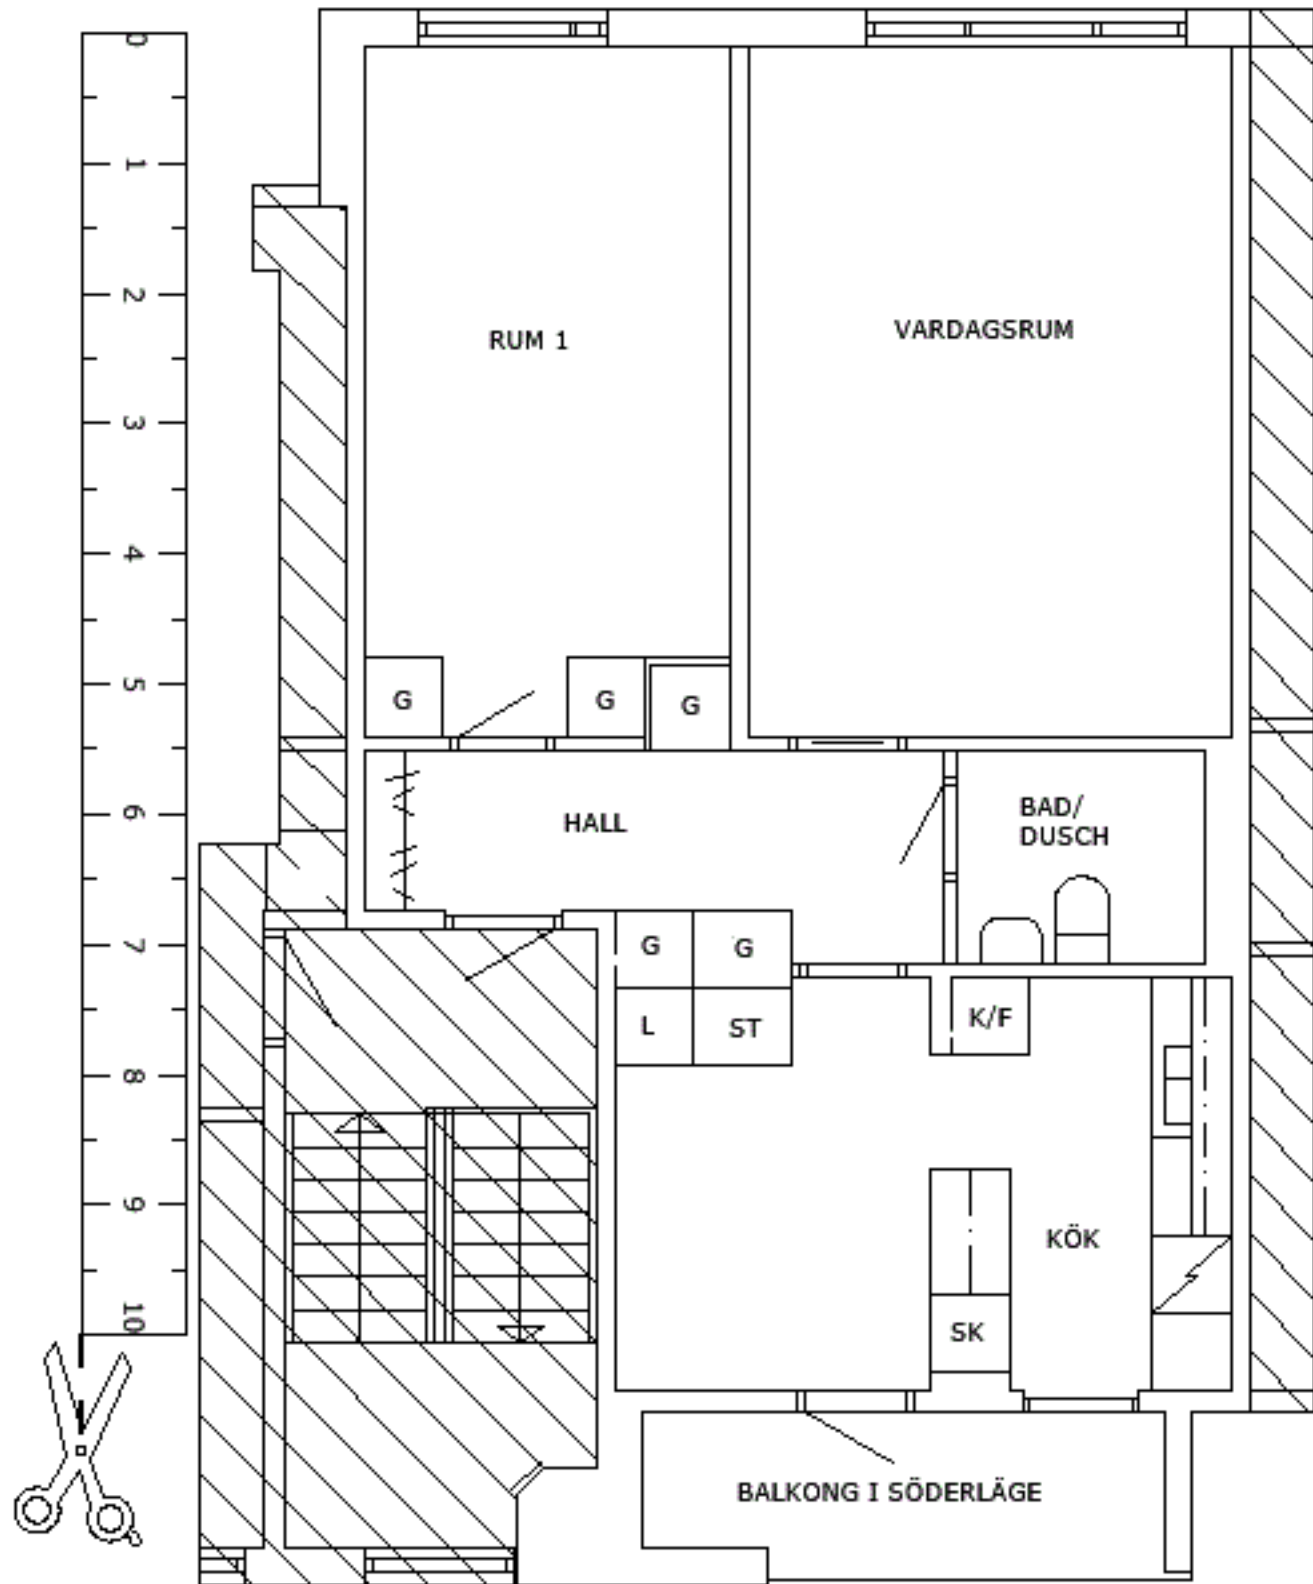 0
1
2
3
4
5
6
7
8
9
10
RUM 1
VARDAGSRUM
G
G
G
HALL
BAD/
DUSCH
G
G
L
ST
K/F
KÖK
SK
BALKONG I SÖDERLÄGE